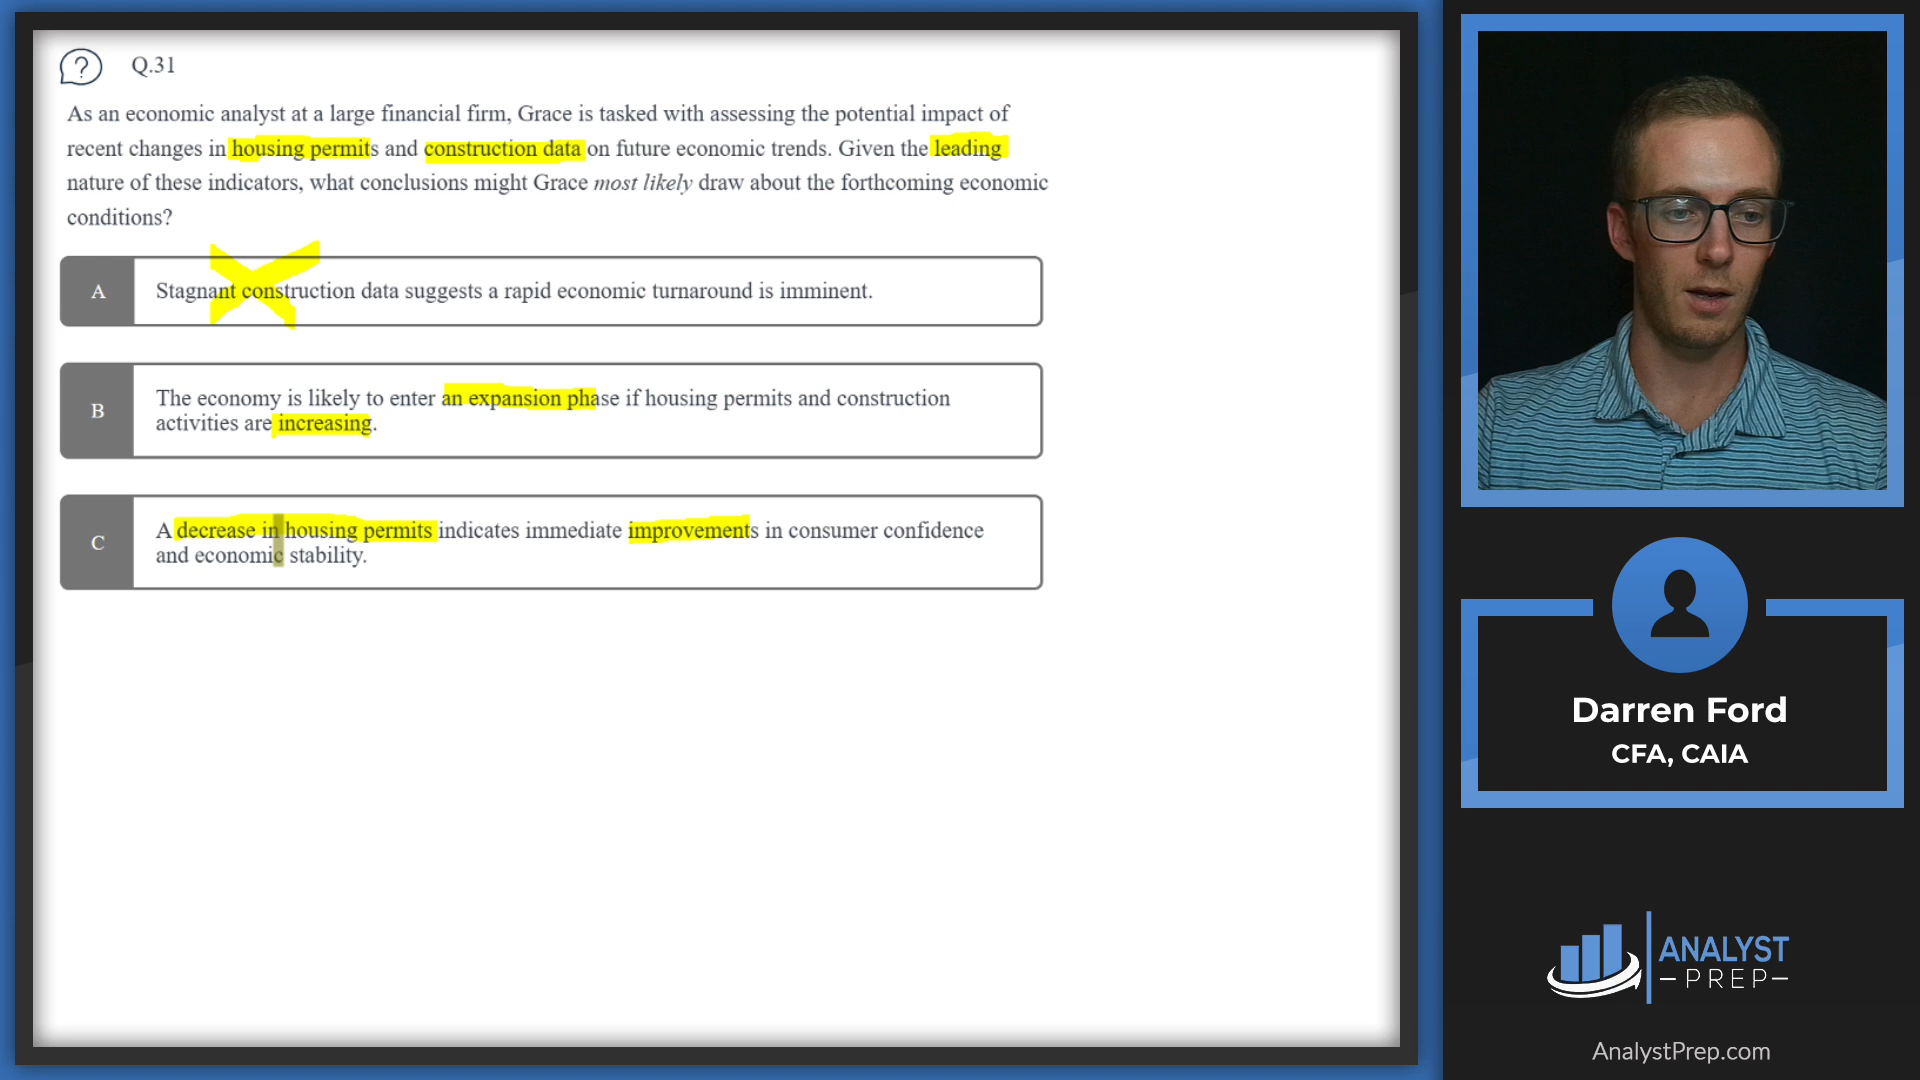 Q.31
As an economic analyst at a large financial firm, Grace is tasked with assessing the potential impact of
recent changes in housing permits and construction data on future economic trends. Given the leading
nature of these indicators, what conclusions might Grace most likely draw about the forthcoming economic
conditions?
A
Stagnant construction data suggests a rapid economic turnaround is imminent.
B
The economy is likely to enter an expansion phase if housing permits and construction
activities are increasing.
C
A decrease in housing permits indicates immediate improvements in consumer confidence
and economic stability.
Darren Ford
CFA, CAIA
ANALYST
PREP
AnalystPrep.com